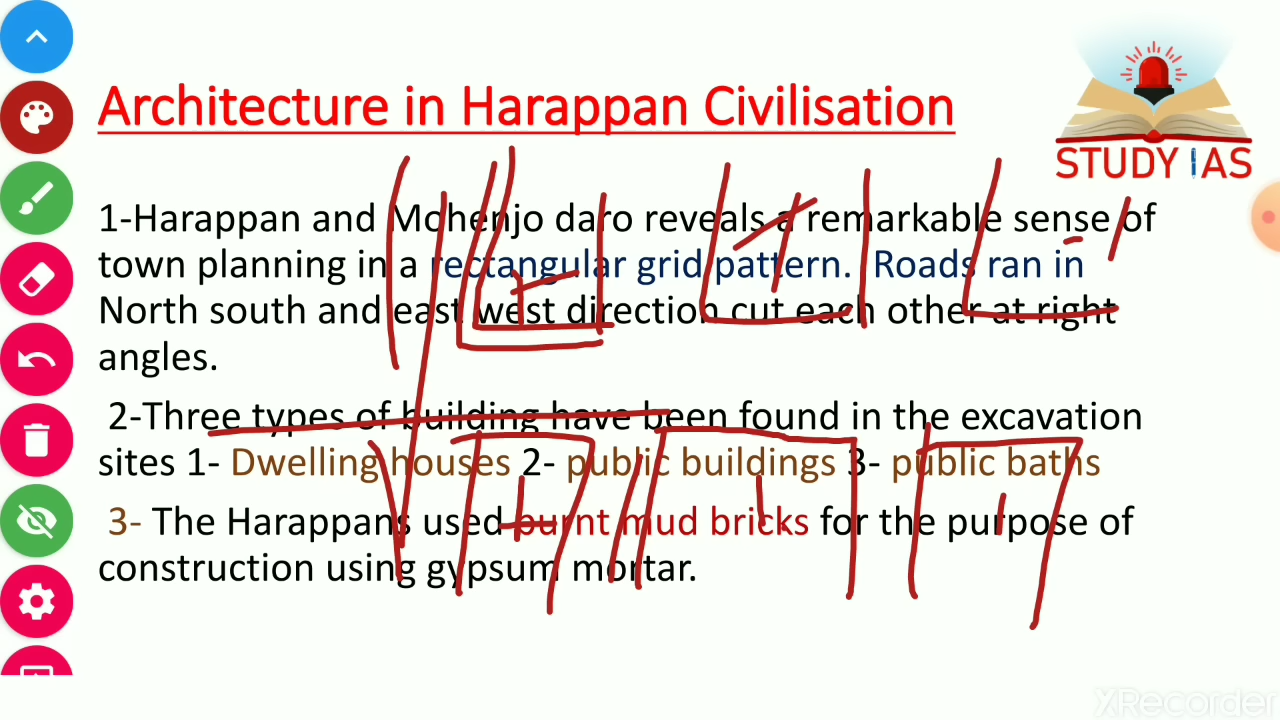 Architecture in Harappan Civilisation
STUDY IAS
1-Harappan and Mohenjo daro reveals a remarkable sense of
town planning in a rectangular grid pattern. Roads ran in
North south and east west direction cut each other at right
angles.
2-Three types of building have been found in the excavation
sites 1- Dwelling houses 2- public buildings 3- public baths
3- The Harappans used burnt mud bricks for the purpose of
construction using gypsum mortar.
XRecorder